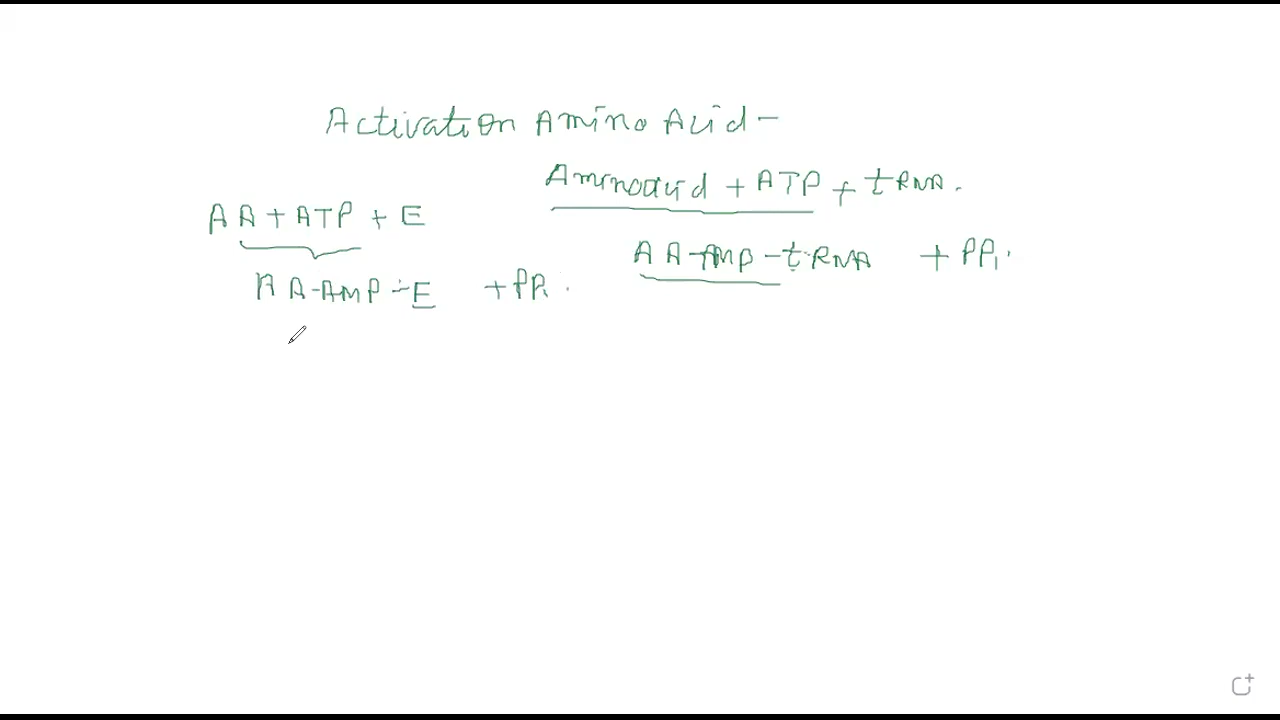 Activation Amino Acid -
Aminoacid + ATP + tRNA.
AA + ATP + E
AA-AMP-tRNA + PPi.
AA-AMP-E + PPi.